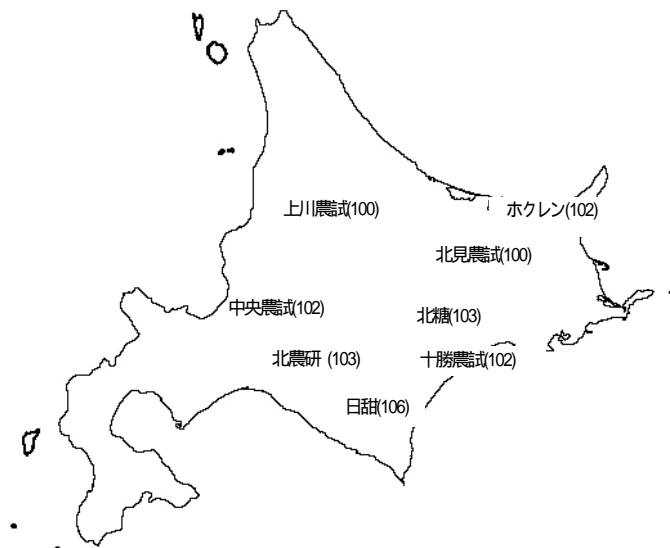 上川農試(100)
ホクレン(102)
北見農試(100)
中央農試(102)
北糖(103)
北農研 (103)
十勝農試(102)
日甜(106)